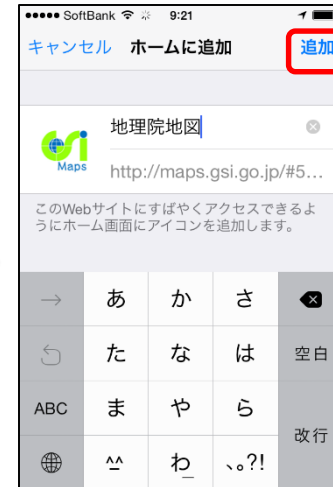 SoftBank 9:21
キャンセル ホームに追加 追加
地理院地図
GSI
Maps
http://maps.gsi.go.jp/#5...
このWebサイトにすばやくアクセスできるよ
うにホーム画面にアイコンを追加します。
→ あ か さ
た な は 空白
ABC ま や ら
改行
^^ わ_ 、。?!